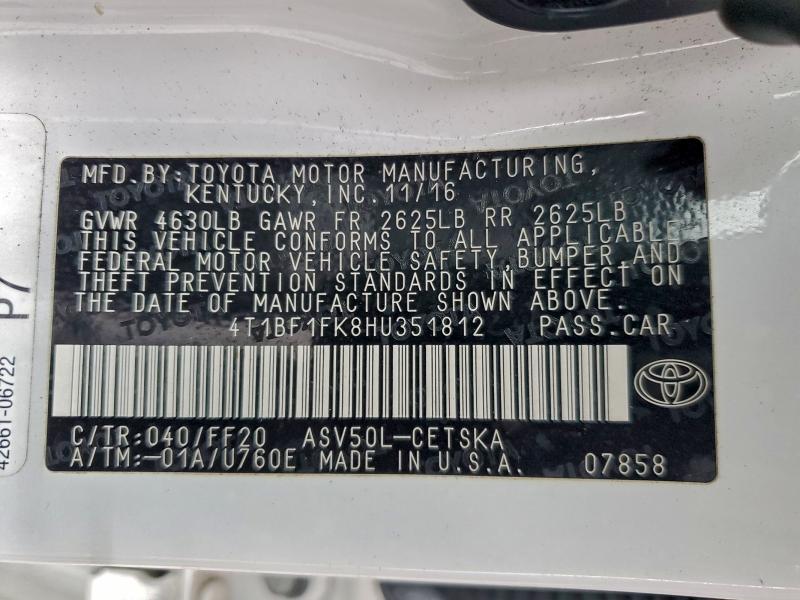 MFD.BY:TOYOTA MOTOR MANUFACTURING,
KENTUCKY,INC.11/16
GVWR 4630LB GAWR FR 2625LB RR 2625LB
THIS VEHICLE CONFORMS TO ALL APPLICABLE
FEDERAL MOTOR VEHICLE SAFETY,BUMPER,AND
THEFT PREVENTION STANDARDS IN EFFECT ON
THE DATE OF MANUFACTURE SHOWN ABOVE.
4T1BF1FK8HU351812 PASS.CAR
C/TR:040/FF20 ASV50L-CETSKA
A/TM:-01A/U760E MADE IN U.S.A. 07858
42661-06722
P7